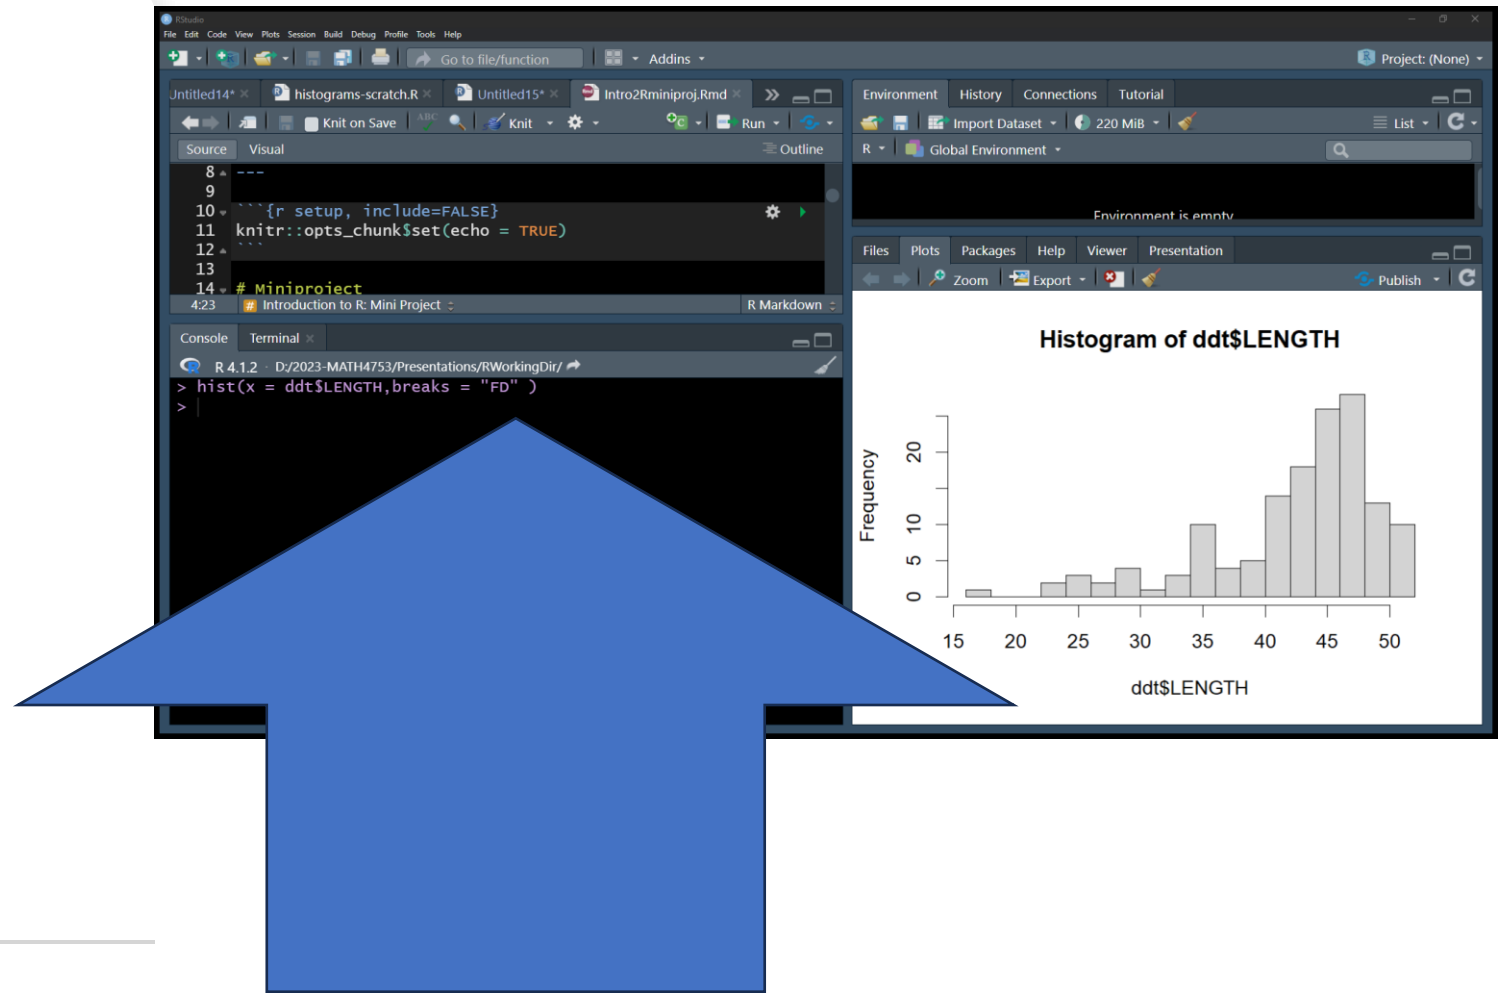 RStudio
File Edit Code View Plots Session Build Debug Profile Tools Help
Go to file/function Addins Project: (None)
Untitled14* histograms-scratch.R Untitled15* Intro2Rminiproj.Rmd
Knit on Save ABC Knit Run
Source Visual Outline
8 ---
9
10 ```{r setup, include=FALSE}
11 knitr::opts_chunk$set(echo = TRUE)
12 ```
13
14 # Miniproject
4:23 # Introduction to R: Mini Project R Markdown
Console Terminal
R 4.1.2 · D:/2023-MATH4753/Presentations/RWorkingDir/
> hist(x = ddt$LENGTH,breaks = "FD" )
>
Environment History Connections Tutorial
Import Dataset 220 MiB List
R Global Environment
Environment is empty
Files Plots Packages Help Viewer Presentation
Zoom Export Publish
Histogram of ddt$LENGTH
Frequency
20
10
5
0
15 20 25 30 35 40 45 50
ddt$LENGTH